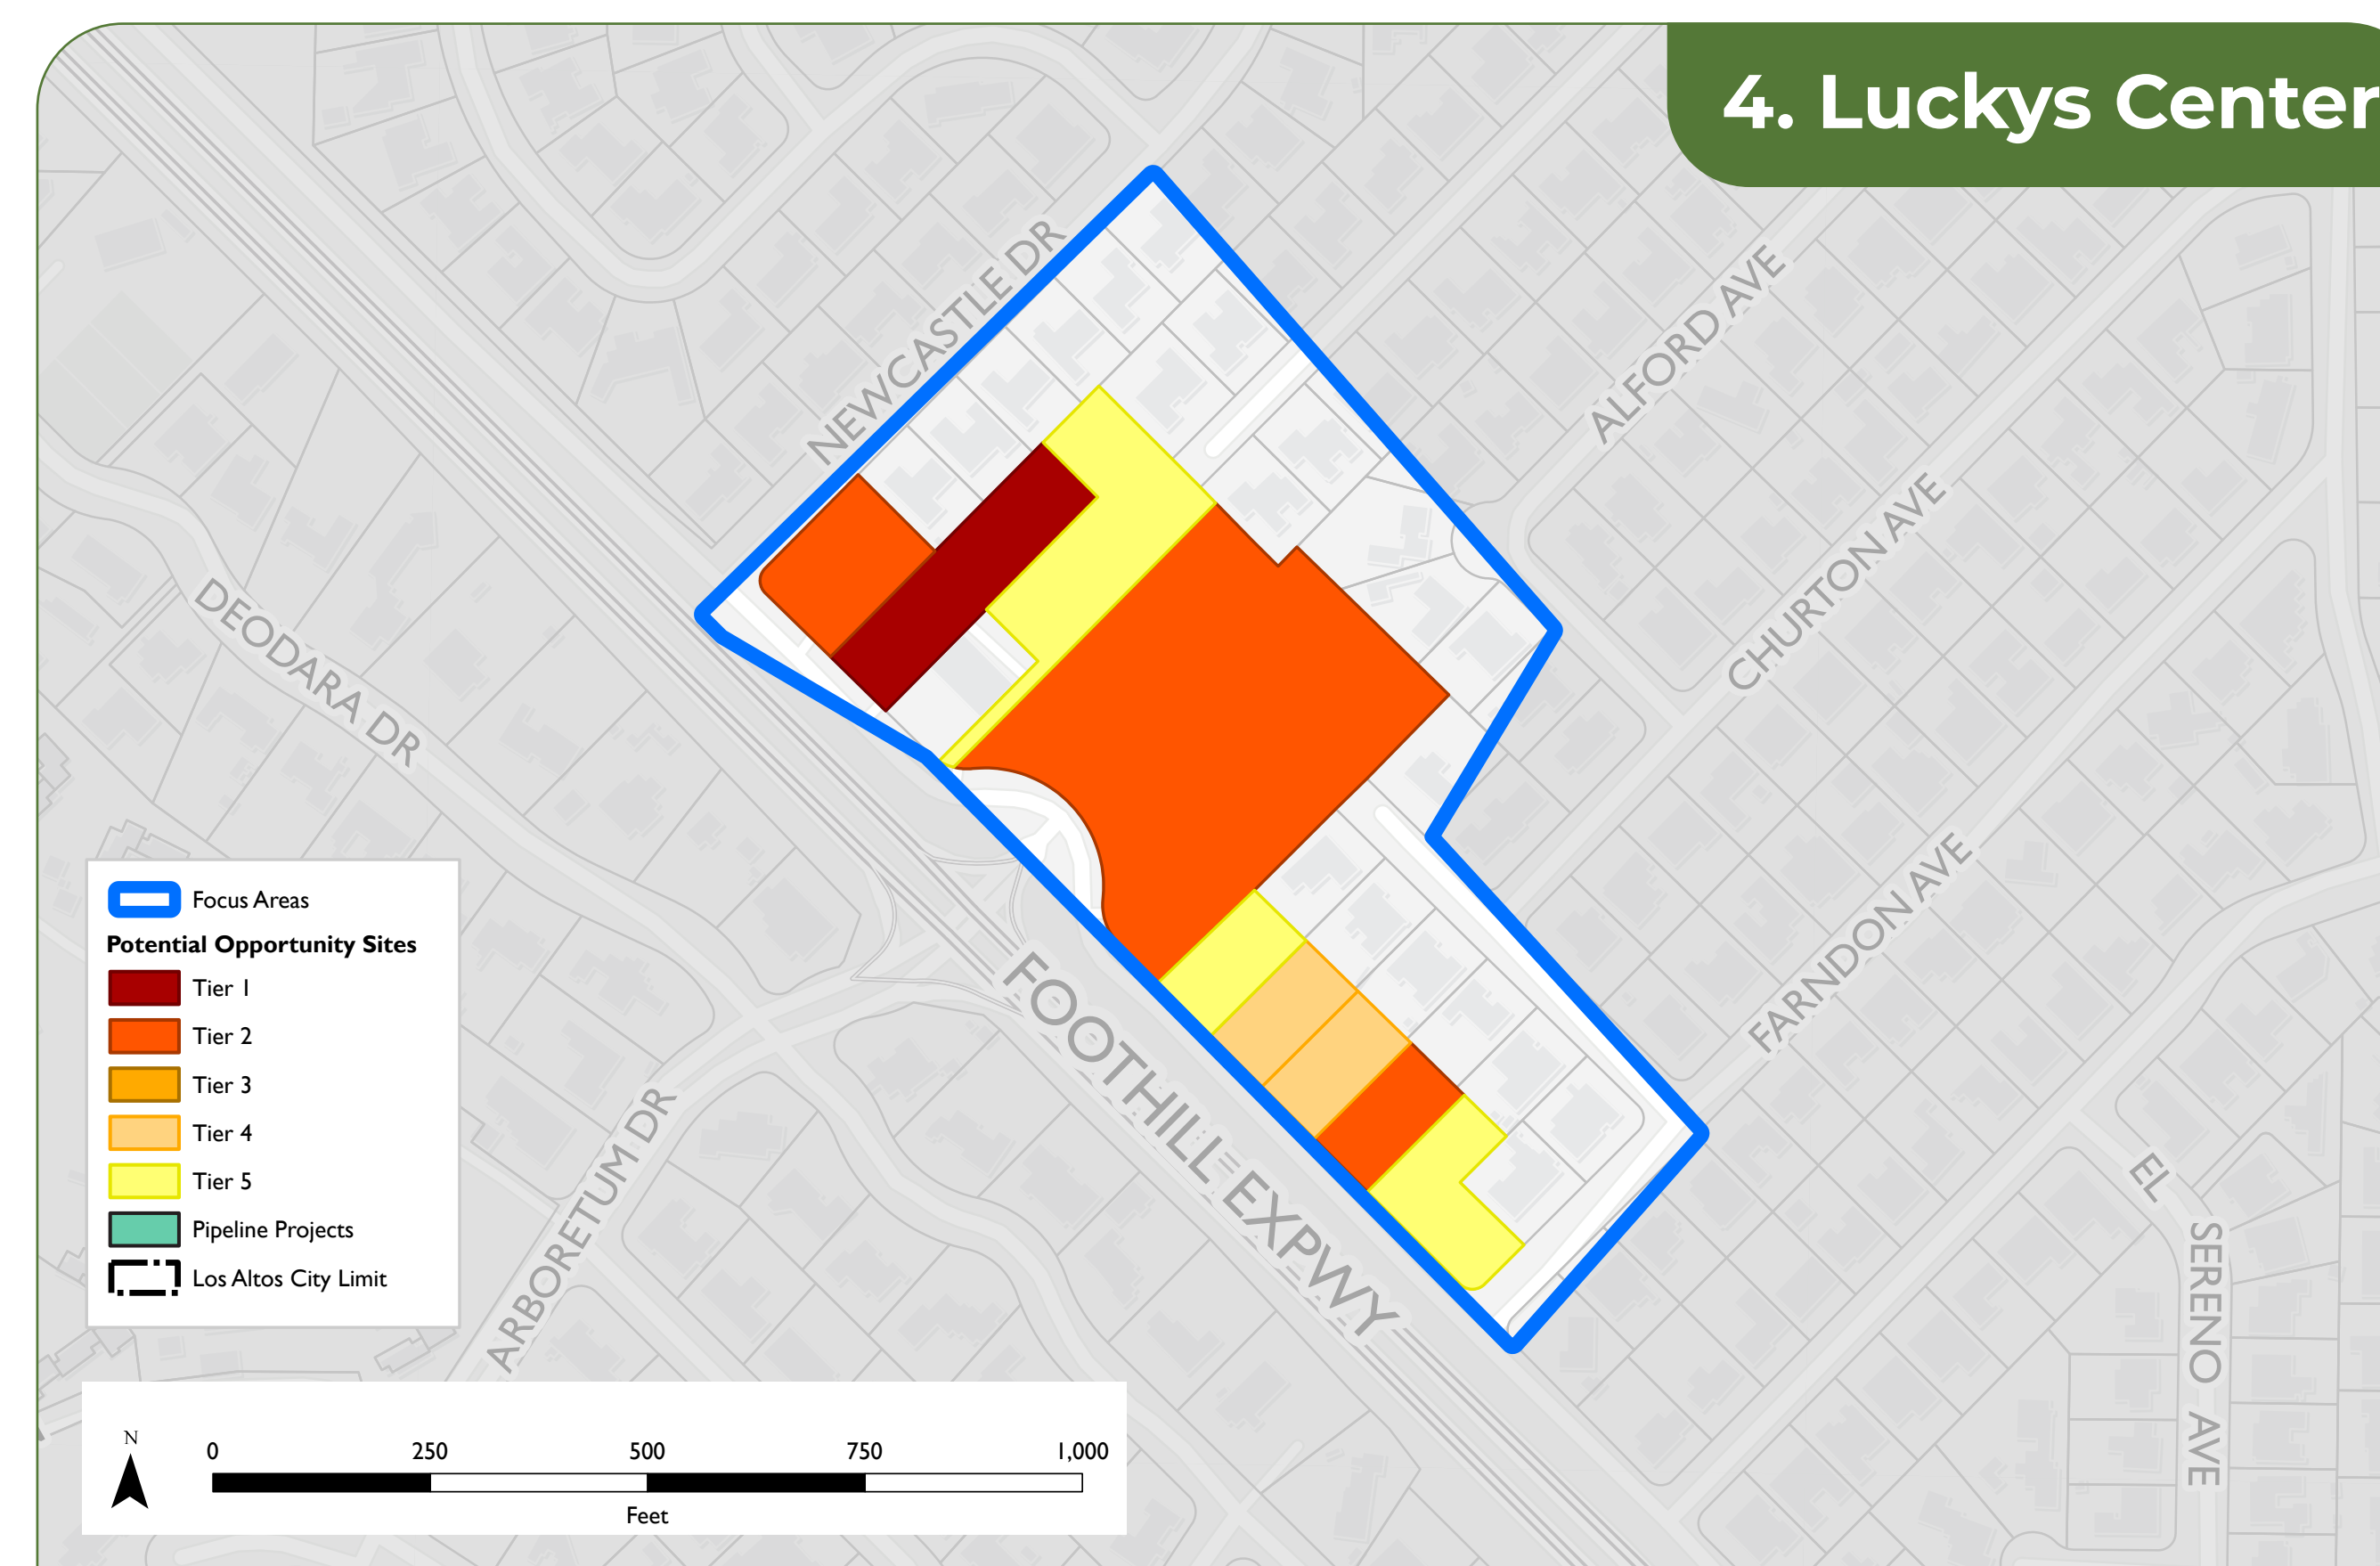 4. Luckys Center
NEWCASTLE DR
ALFORD AVE
CHURTON AVE
DEODARA DR
FARNDON AVE
FOOTHILL EXPWY
ARBORETUM DR
EL
SERENO AVE
Focus Areas
Potential Opportunity Sites
Tier 1
Tier 2
Tier 3
Tier 4
Tier 5
Pipeline Projects
Los Altos City Limit
N
0 250 500 750 1,000
Feet